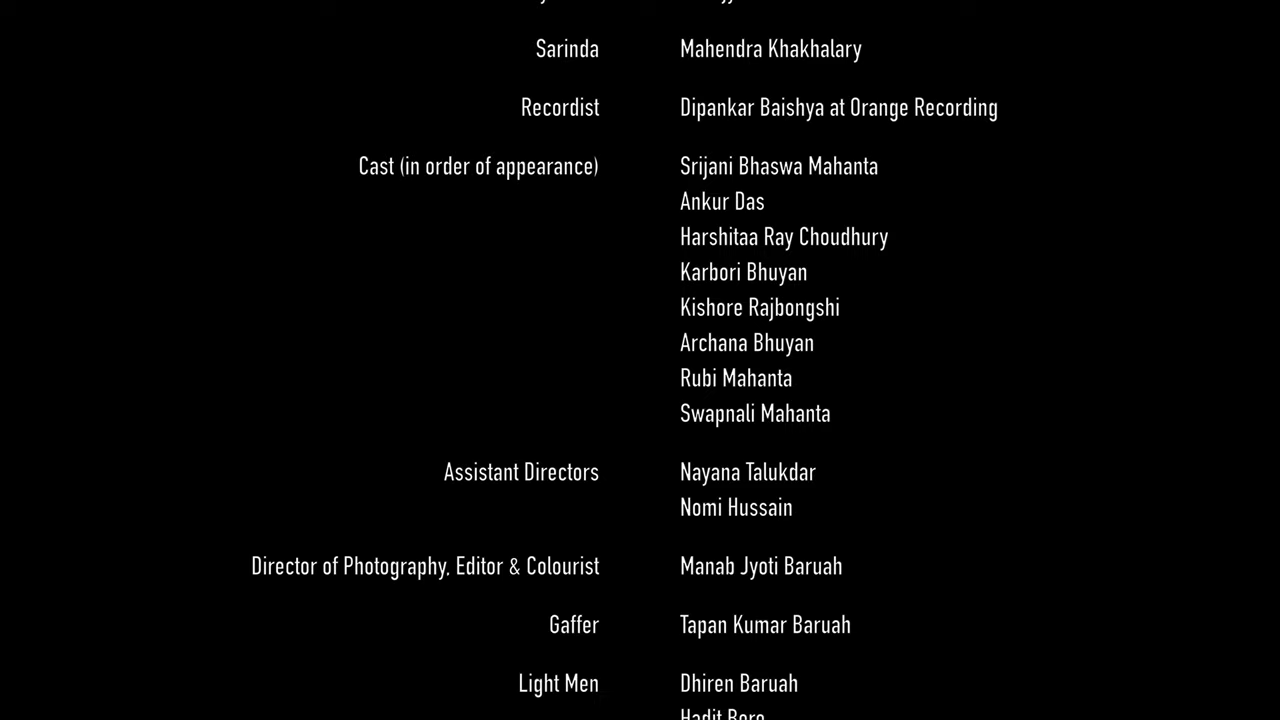 Sarinda Mahendra Khakhalary
Recordist Dipankar Baishya at Orange Recording
Cast (in order of appearance) Srijani Bhaswa Mahanta
Ankur Das
Harshitaa Ray Choudhury
Karbori Bhuyan
Kishore Rajbongshi
Archana Bhuyan
Rubi Mahanta
Swapnali Mahanta
Assistant Directors Nayana Talukdar
Nomi Hussain
Director of Photography, Editor & Colourist Manab Jyoti Baruah
Gaffer Tapan Kumar Baruah
Light Men Dhiren Baruah